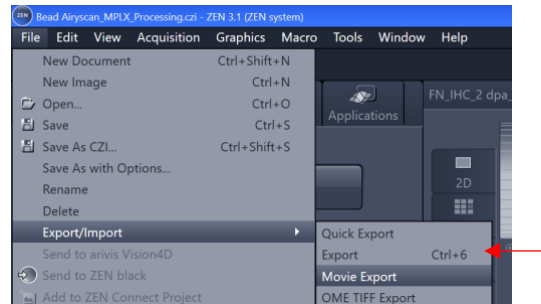 ZEN Bead Airyscan_MPLX_Processing.czi - ZEN 3.1 (ZEN system)
File Edit View Acquisition Graphics Macro Tools Window Help
New Document Ctrl+Shift+N
New Image Ctrl+N
Open... Ctrl+O
Save Ctrl+S
Save As CZI... Ctrl+Shift+S
Save As with Options...
Rename
Delete
Export/Import
Send to arivis Vision4D
Send to ZEN black
Add to ZEN Connect Project
Applications
FN_IHC_2 dpa_
2D
Quick Export
Export Ctrl+6
Movie Export
OME TIFF Export